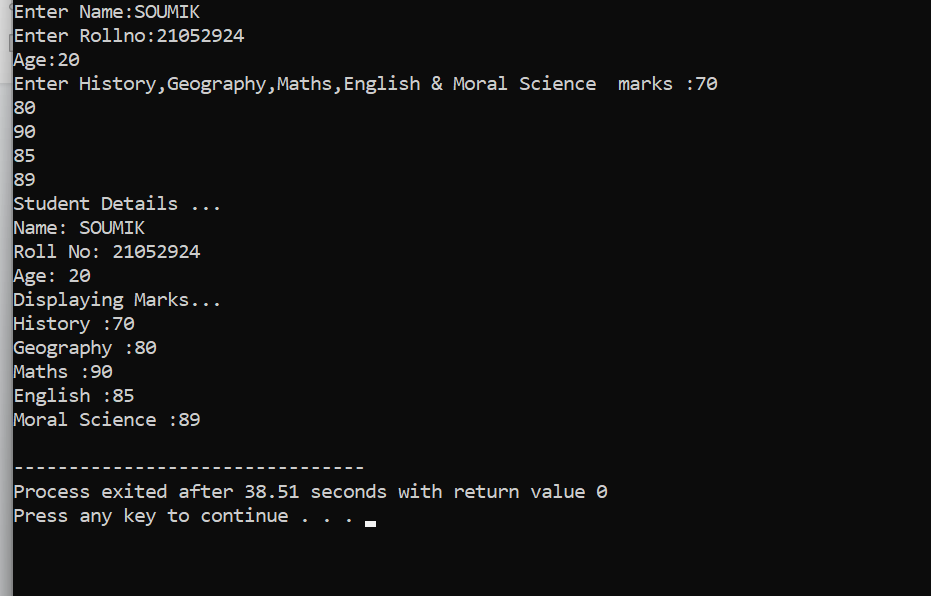 Enter Name:SOUMIK
Enter Rollno:21052924
Age:20
Enter History,Geography,Maths,English & Moral Science  marks :70
80
90
85
89
Student Details ...
Name: SOUMIK
Roll No: 21052924
Age: 20
Displaying Marks...
History :70
Geography :80
Maths :90
English :85
Moral Science :89
--------------------------------
Process exited after 38.51 seconds with return value 0
Press any key to continue . . .